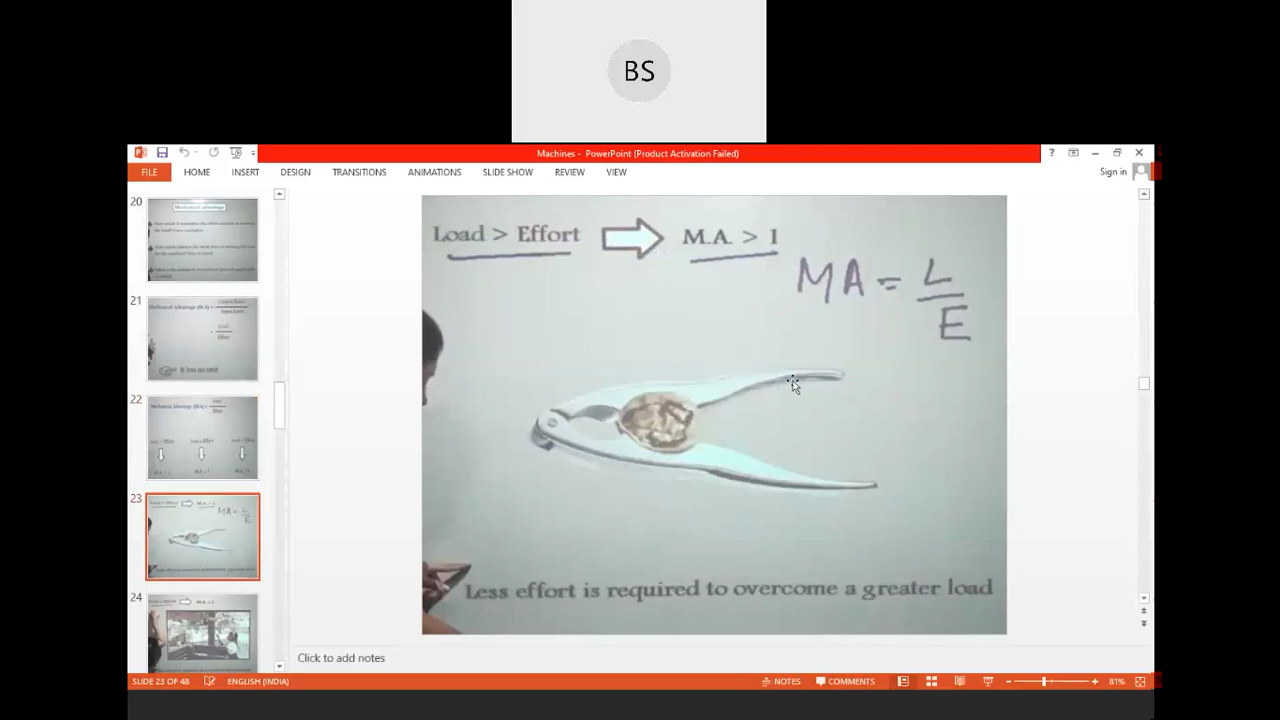 BS
Machines - PowerPoint (Product Activation Failed)
FILE HOME INSERT DESIGN TRANSITIONS ANIMATIONS SLIDE SHOW REVIEW VIEW Sign in
20
Mechanical advantage
21
22
23
24
Load > Effort M.A. > 1
MA = L
E
Less effort is required to overcome a greater load
Click to add notes
SLIDE 23 OF 48 ENGLISH (INDIA) NOTES COMMENTS 81%